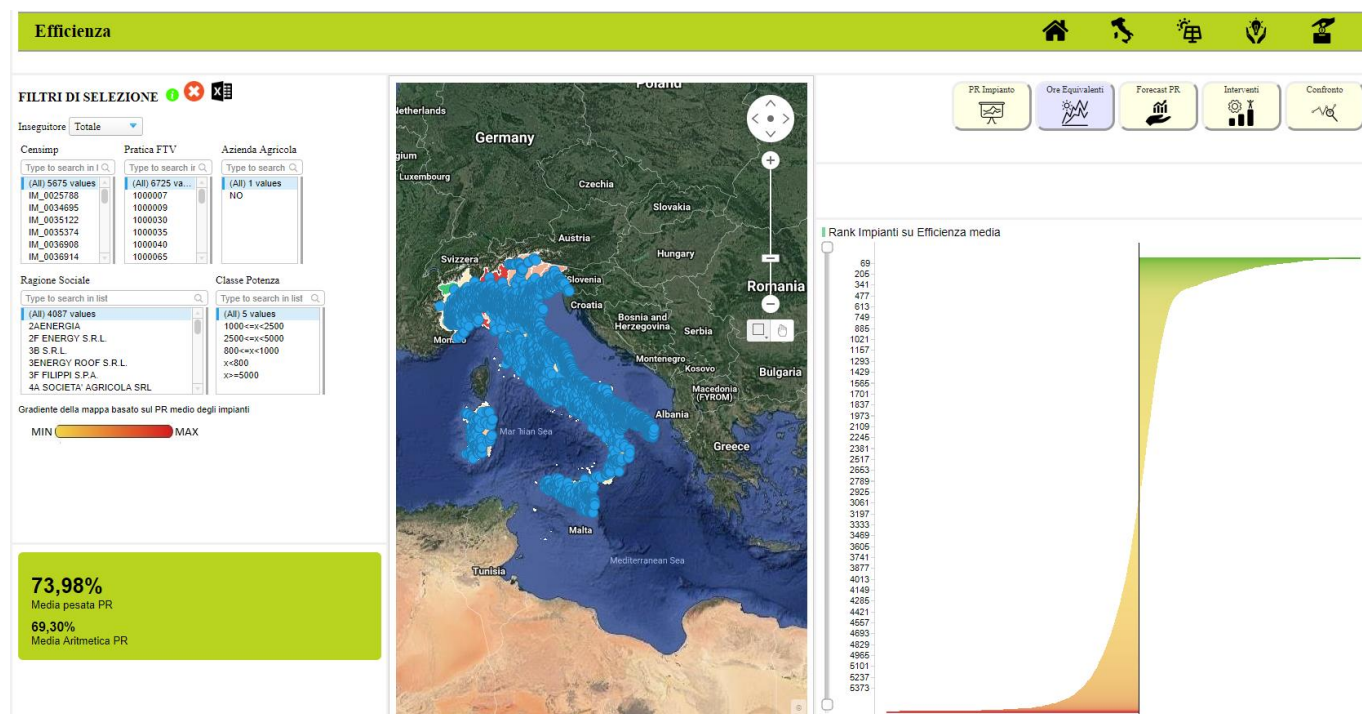 Efficienza
FILTRI DI SELEZIONE
Inseguitore Totale
Censimp Pratica FTV Azienda Agricola
Type to search in l Type to search ir Type to search
(All) 5675 values (All) 6725 va... (All) 1 values
IM_0025788 1000007 NO
IM_0034695 1000009
IM_0035122 1000030
IM_0035374 1000035
IM_0036908 1000040
IM_0036914 1000065
Ragione Sociale Classe Potenza
Type to search in list Type to search in list
(All) 4087 values (All) 5 values
2AENERGIA 1000<=x<2500
2F ENERGY S.R.L. 2500<=x<5000
3B S.R.L. 800<=x<1000
3ENERGY ROOF S.R.L. x<800
3F FILIPPI S.P.A. x>=5000
4A SOCIETA' AGRICOLA SRL
Gradiente della mappa basato sul PR medio degli impianti
MIN MAX
73,98%
Media pesata PR
69,30%
Media Aritmetica PR
Poland
Netherlands
Germany
gium
Luxembourg
Czechia
Slovakia
Austria
Svizzera
Hungary
Slovenia
Romania
Croatia
Bosnia and
Herzegovina
Serbia
Montenegro
Kosovo
Bulgaria
Macedonia
(FYROM)
Albania
Greece
Malta
Mediterranean Sea
Tunisia
PR Impianto Ore Equivalenti Forecast PR Interventi Confronto
Rank Impianti su Efficienza media
69
205
341
477
613
749
885
1021
1157
1293
1429
1565
1701
1837
1973
2109
2245
2381
2517
2653
2789
2925
3061
3197
3333
3469
3605
3741
3877
4013
4149
4285
4421
4557
4693
4829
4965
5101
5237
5373